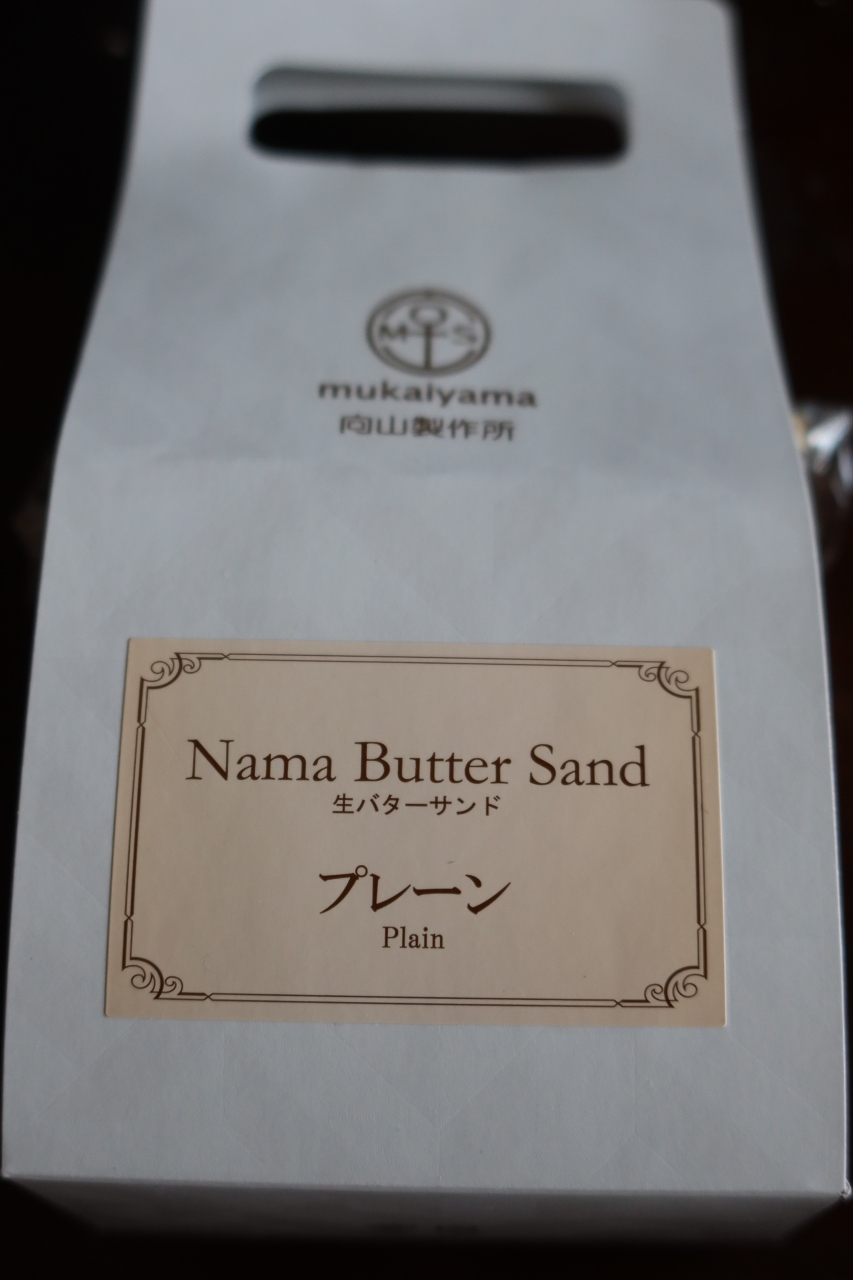 M S
mukaiyama
向山製作所
Nama Butter Sand
生バターサンド
プレーン
Plain